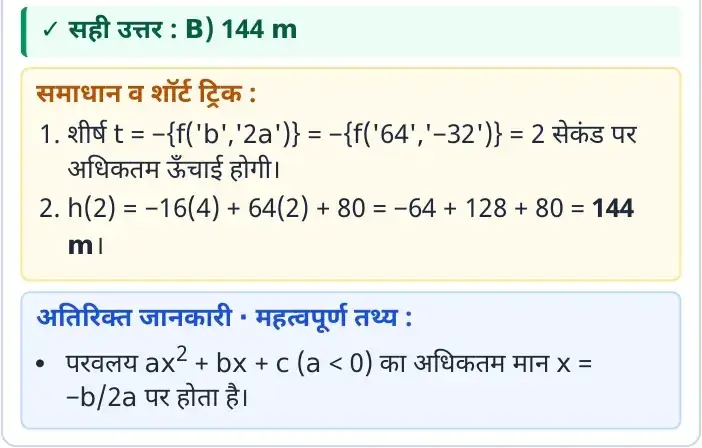 ✓ सही उत्तर : B) 144 m
समाधान व शॉर्ट ट्रिक :
1. शीर्ष t = −{f('b','2a')} = −{f('64','−32')} = 2 सेकंड पर
अधिकतम ऊँचाई होगी।
2. h(2) = −16(4) + 64(2) + 80 = −64 + 128 + 80 = 144
m।
अतिरिक्त जानकारी · महत्वपूर्ण तथ्य :
• परवलय ax² + bx + c (a < 0) का अधिकतम मान x =
−b/2a पर होता है।